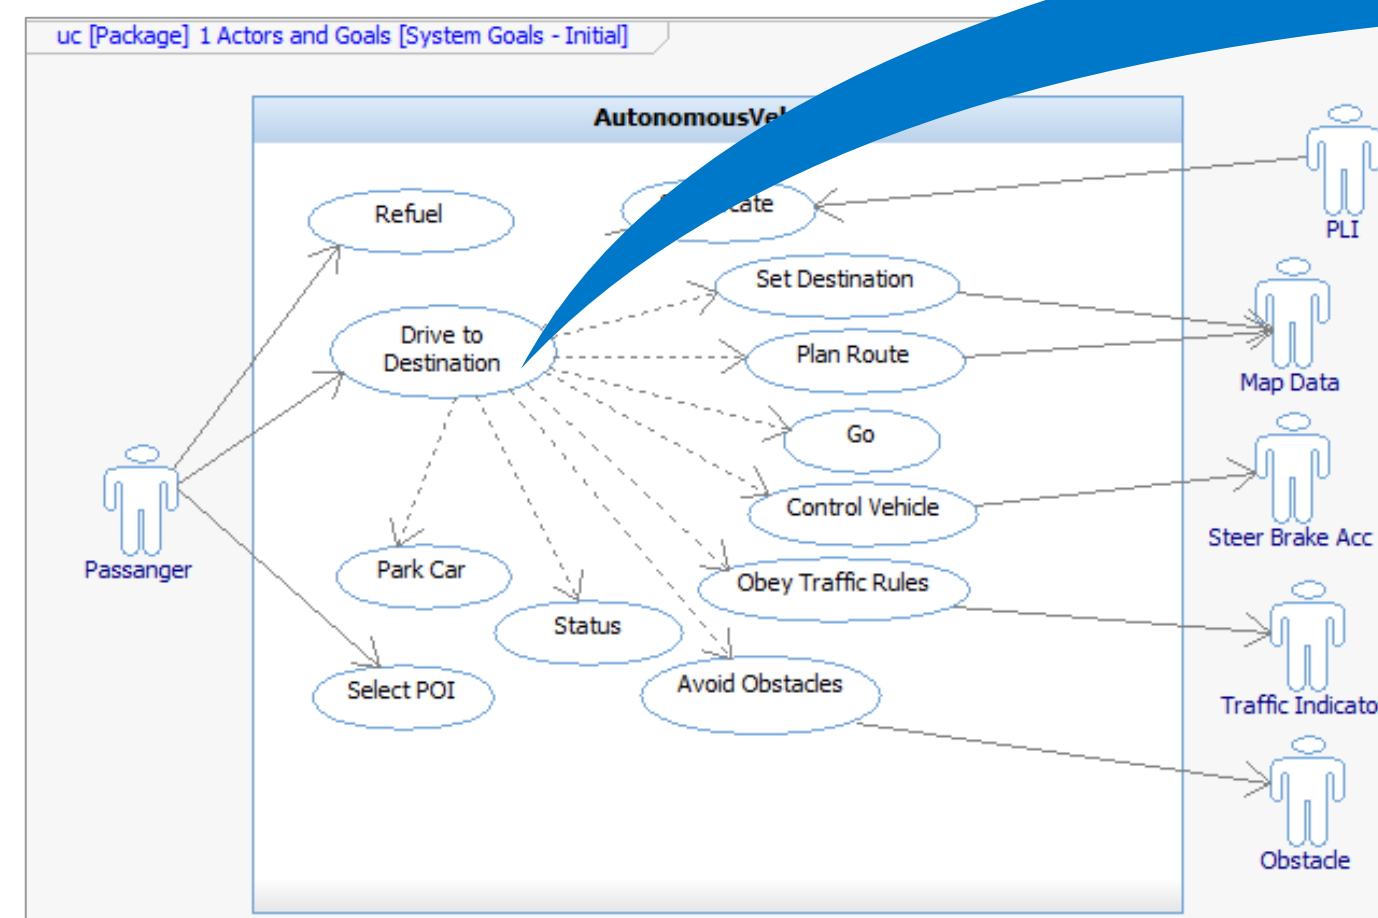 uc [Package] 1 Actors and Goals [System Goals - Initial]
Refuel
Set Destination
PLI
Drive to
Destination
Plan Route
Map Data
Go
Control Vehicle
Steer Brake Acc
Passanger
Park Car
Obey Traffic Rules
Status
Select POI
Avoid Obstacles
Traffic
Obstacle